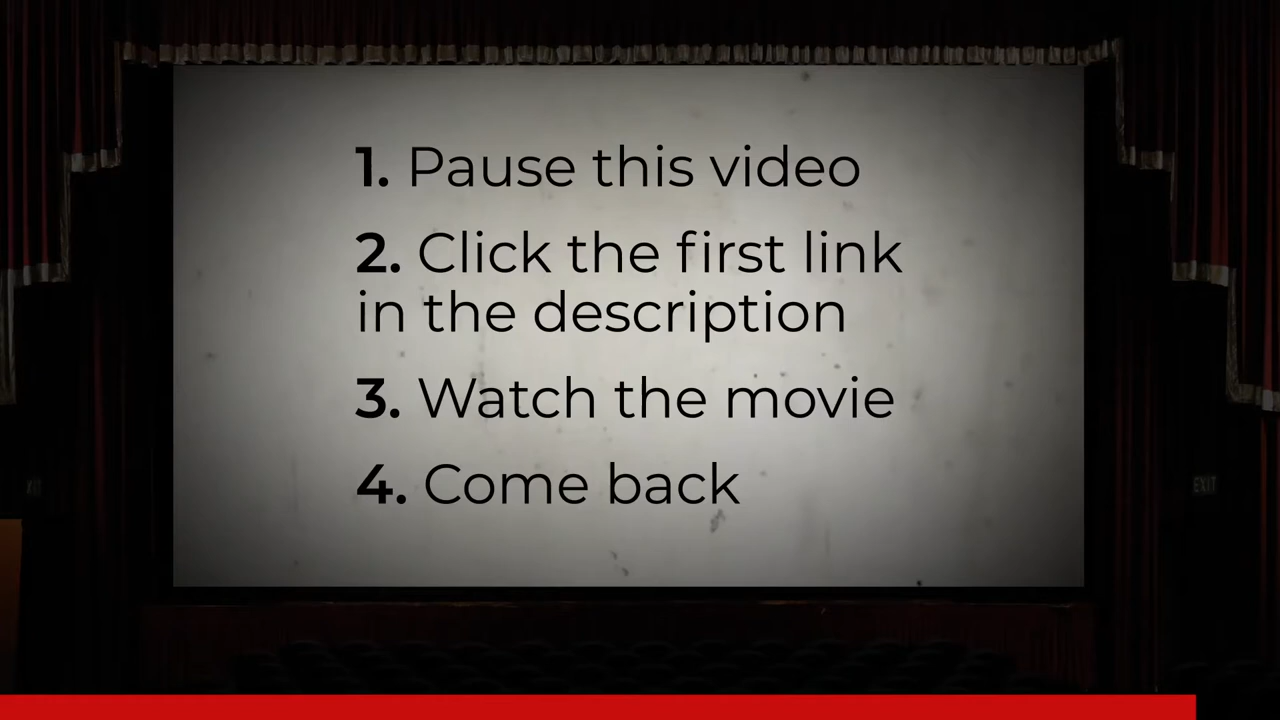 1. Pause this video
2. Click the first link
in the description
3. Watch the movie
4. Come back
EXIT